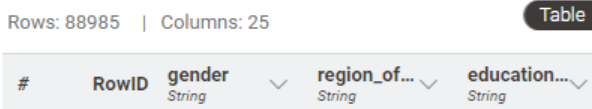 Rows: 88985 | Columns: 25
Table
# RowID gender region_of... education...
String String String